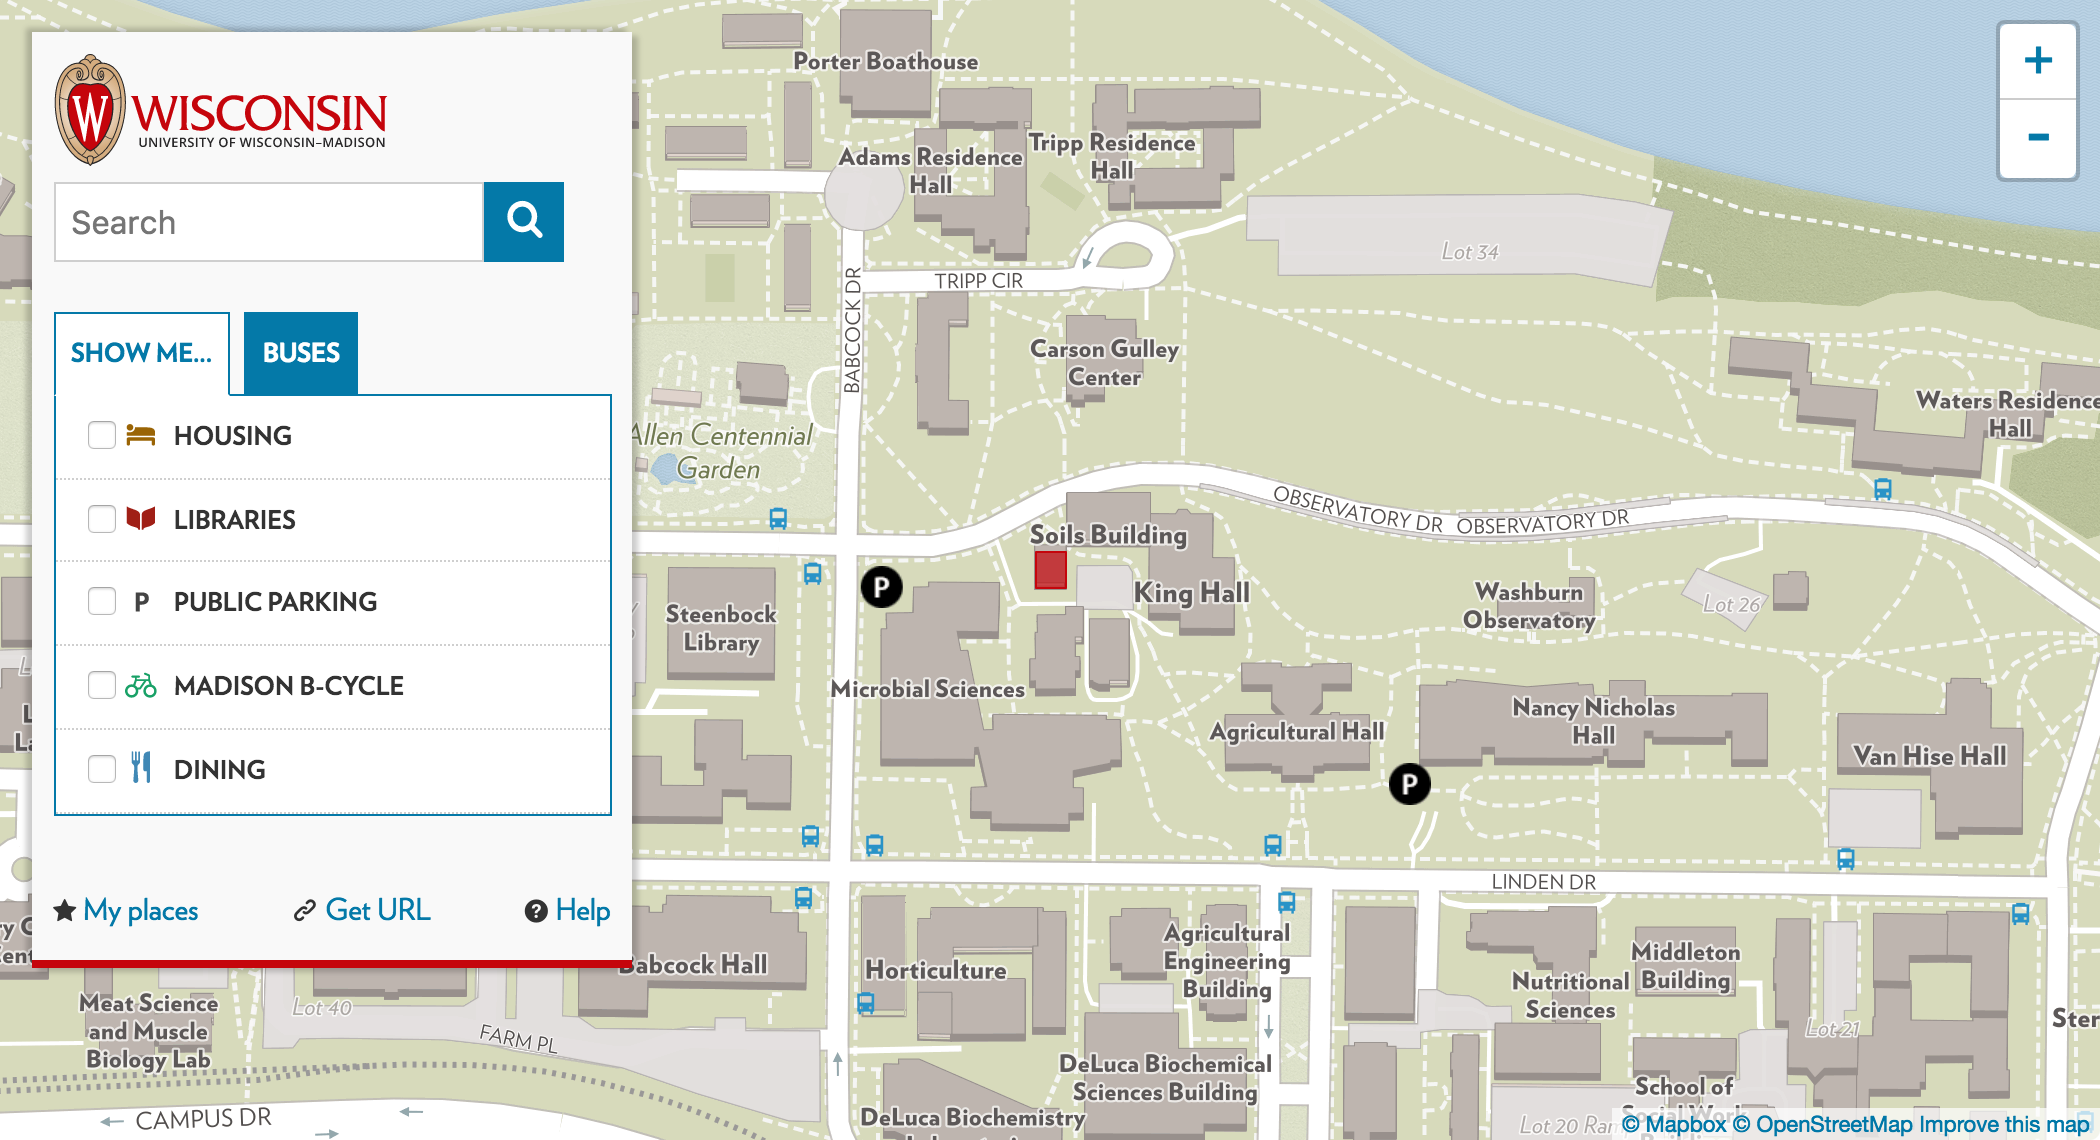 WISCONSIN
UNIVERSITY OF WISCONSIN–MADISON
Search
SHOW ME...
BUSES
HOUSING
LIBRARIES
P PUBLIC PARKING
MADISON B-CYCLE
DINING
My places
Get URL
? Help
+
-
Porter Boathouse
Adams Residence
Hall
Tripp Residence
Hall
Lot 34
TRIPP CIR
BABCOCK DR
Carson Gulley
Center
Waters Residence
Hall
Allen Centennial
Garden
OBSERVATORY DR
OBSERVATORY DR
Soils Building
P
King Hall
Washburn
Observatory
Lot 26
Steenbock
Library
Microbial Sciences
Agricultural Hall
Nancy Nicholas
Hall
Van Hise Hall
P
LINDEN DR
Babcock Hall
Horticulture
Agricultural
Engineering
Building
Nutritional
Sciences
Middleton
Building
Lot 21
Ster
Meat Science
and Muscle
Biology Lab
Lot 40
FARM PL
CAMPUS DR
DeLuca Biochemical
Sciences Building
DeLuca Biochemistry
School of
Social Work
Lot 20 Ram
© Mapbox © OpenStreetMap Improve this map